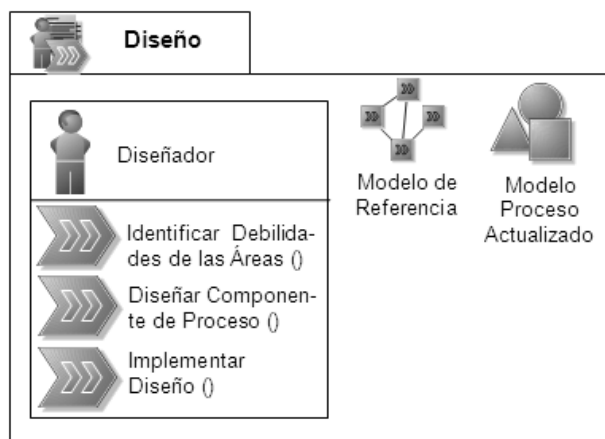 Diseño
Diseñador
Modelo de
Referencia
Modelo
Proceso
Actualizado
Identificar Debilida-
des de las Áreas ()
Diseñar Componen-
te de Proceso ()
Implementar
Diseño ()